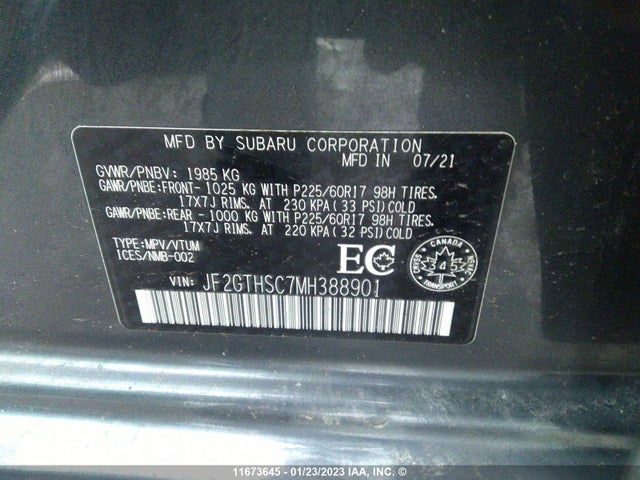 MFD BY SUBARU CORPORATION
MFD IN 07/21
GVWR/PNBV: 1985 KG
GAWR/PNBE:FRONT- 1025 KG WITH P225/60R17 98H TIRES.
17X7J RIMS. AT 230 KPA(33 PSI)COLD
GAWR/PNBE:REAR - 1000 KG WITH P225/60R17 98H TIRES.
17X7J RIMS. AT 220 KPA(32 PSI)COLD
TYPE:MPV/VTUM
ICES/NMB-002
EC
CANADA
4
TRANSPORT
VIN: JF2GTHSC7MH388901
11673645 - 01/23/2023 IAA, INC. ©